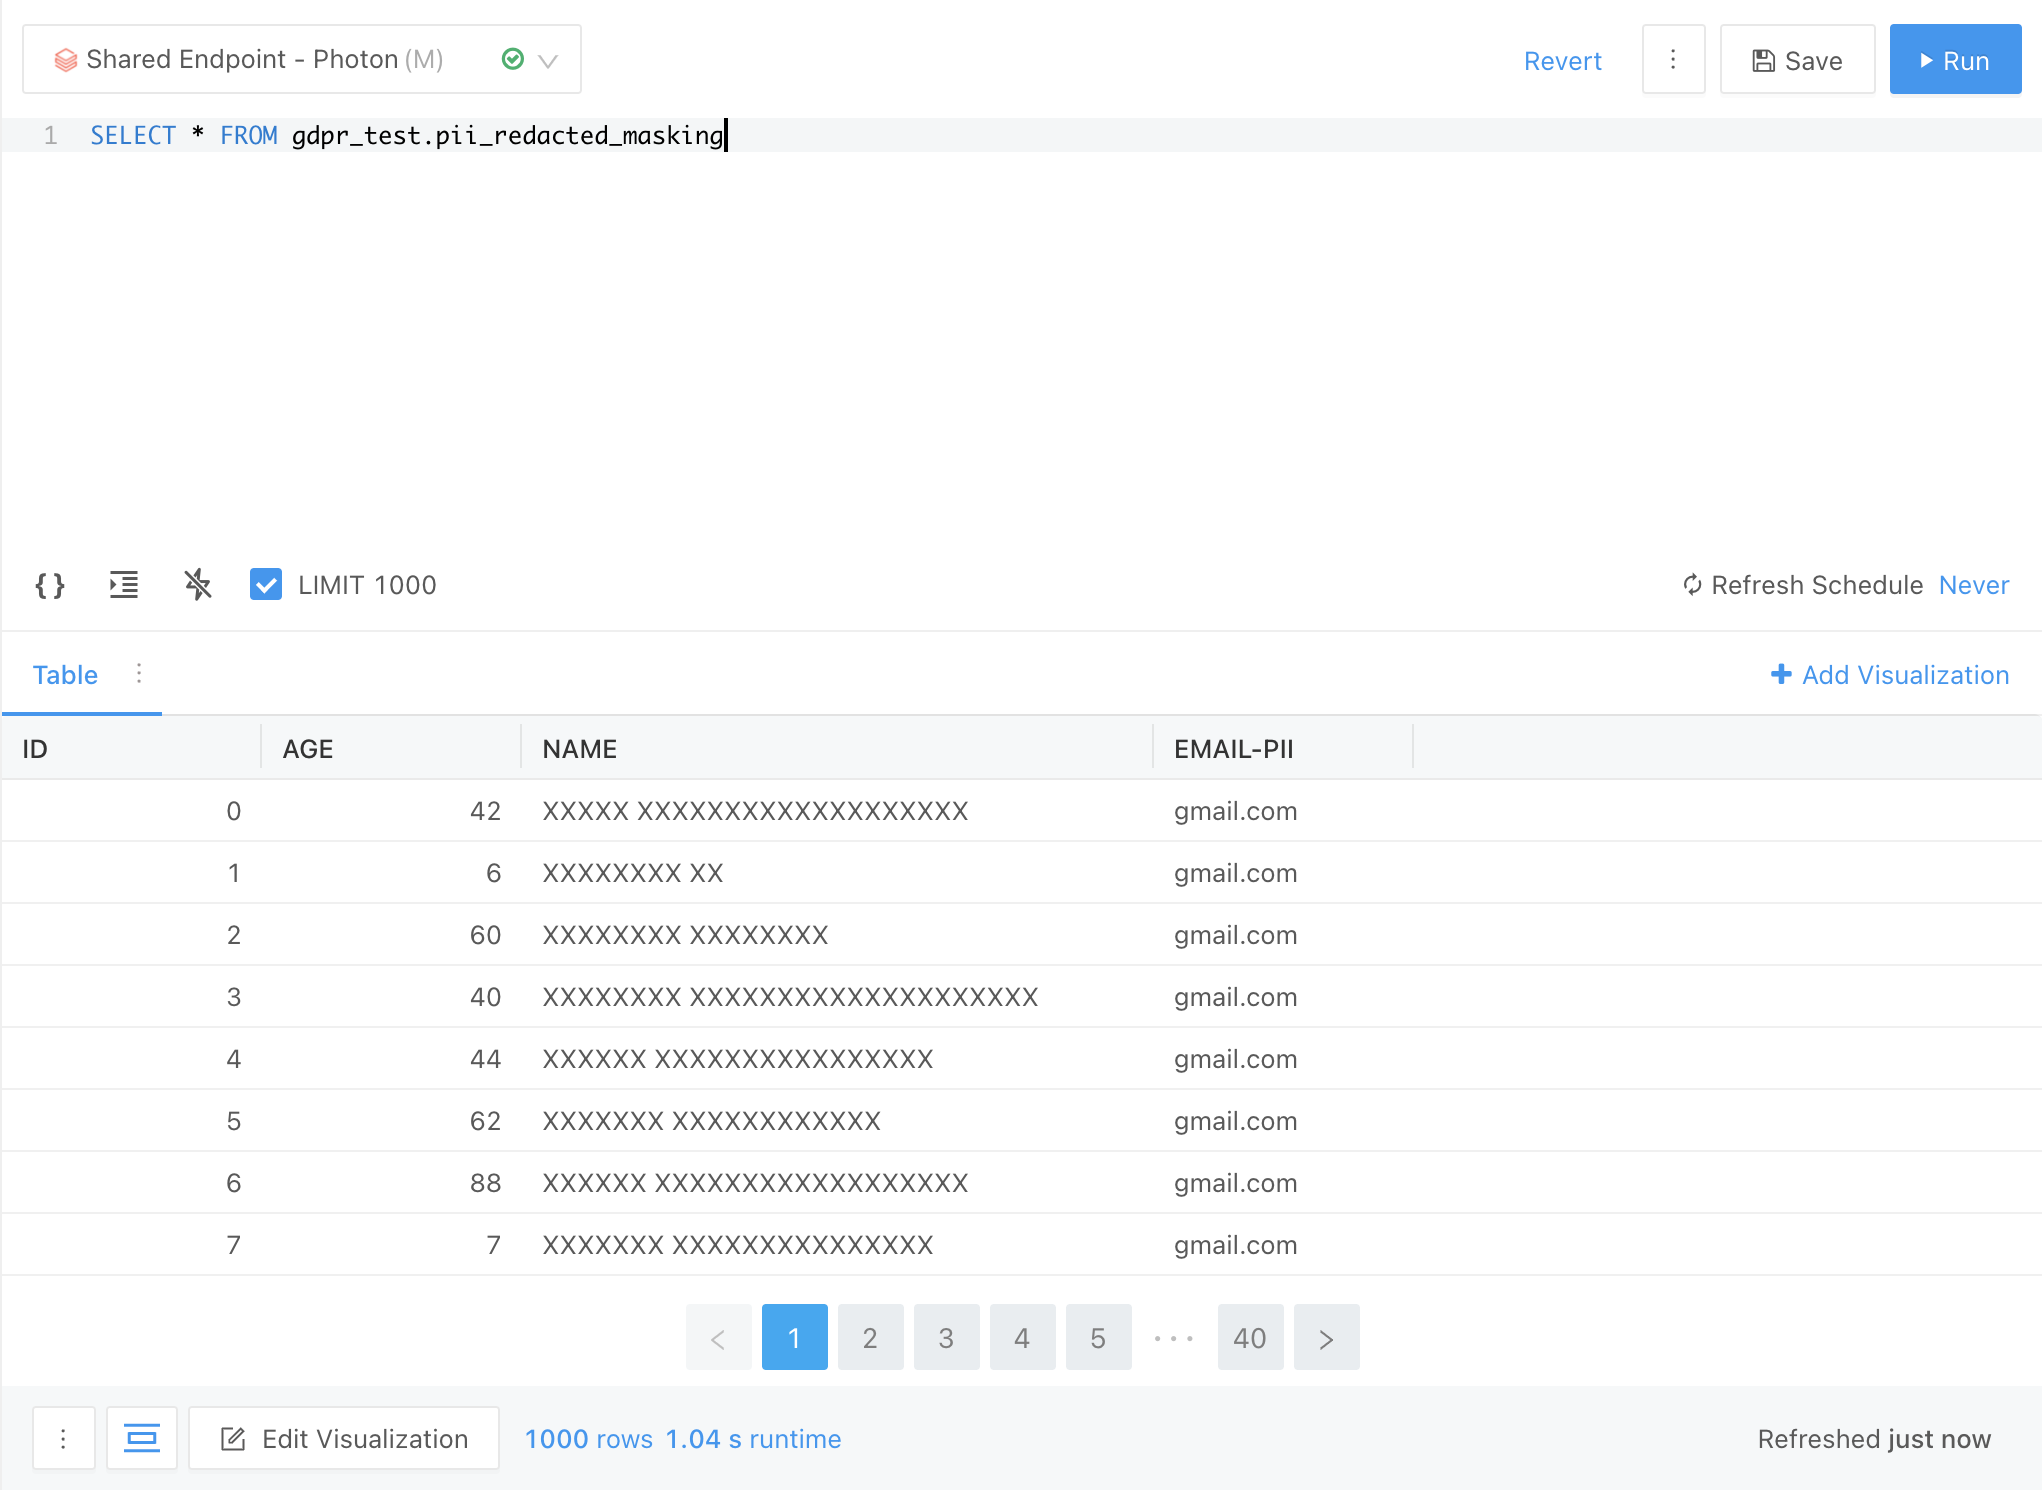 Shared Endpoint - Photon (M) Revert Save Run
1 SELECT * FROM gdpr_test.pii_redacted_masking
{ } LIMIT 1000 Refresh Schedule Never
Table Add Visualization
ID AGE NAME EMAIL-PII
0 42 XXXXX XXXXXXXXXXXXXXXXXXX gmail.com
1 6 XXXXXXXX XX gmail.com
2 60 XXXXXXXX XXXXXXXX gmail.com
3 40 XXXXXXXX XXXXXXXXXXXXXXXXXXXX gmail.com
4 44 XXXXXX XXXXXXXXXXXXXXXX gmail.com
5 62 XXXXXXX XXXXXXXXXXXX gmail.com
6 88 XXXXXX XXXXXXXXXXXXXXXXXX gmail.com
7 7 XXXXXXX XXXXXXXXXXXXXXX gmail.com
< 1 2 3 4 5 ··· 40 >
Edit Visualization 1000 rows 1.04 s runtime Refreshed just now